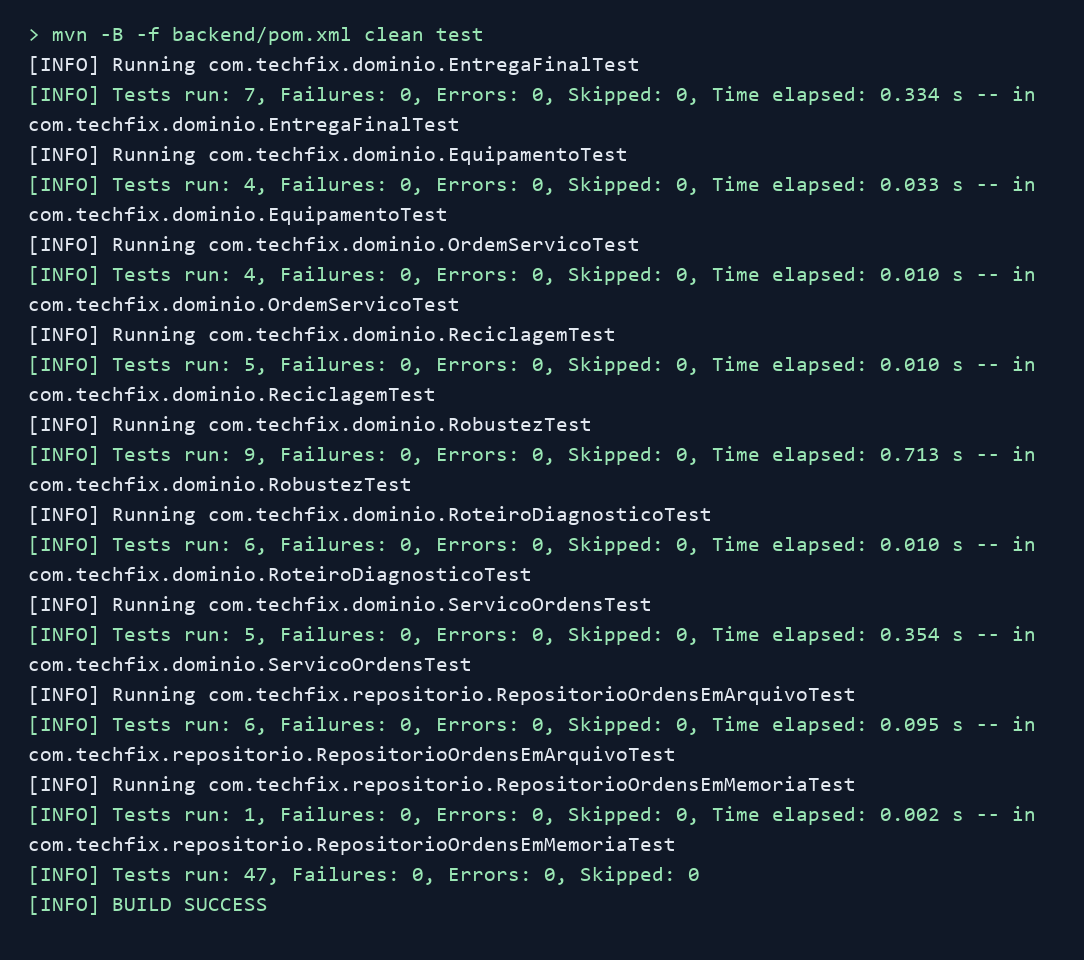 > mvn -B -f backend/pom.xml clean test
[INFO] Running com.techfix.dominio.EntregaFinalTest
[INFO] Tests run: 7, Failures: 0, Errors: 0, Skipped: 0, Time elapsed: 0.334 s -- in
com.techfix.dominio.EntregaFinalTest
[INFO] Running com.techfix.dominio.EquipamentoTest
[INFO] Tests run: 4, Failures: 0, Errors: 0, Skipped: 0, Time elapsed: 0.033 s -- in
com.techfix.dominio.EquipamentoTest
[INFO] Running com.techfix.dominio.OrdemServicoTest
[INFO] Tests run: 4, Failures: 0, Errors: 0, Skipped: 0, Time elapsed: 0.010 s -- in
com.techfix.dominio.OrdemServicoTest
[INFO] Running com.techfix.dominio.ReciclagemTest
[INFO] Tests run: 5, Failures: 0, Errors: 0, Skipped: 0, Time elapsed: 0.010 s -- in
com.techfix.dominio.ReciclagemTest
[INFO] Running com.techfix.dominio.RobustezTest
[INFO] Tests run: 9, Failures: 0, Errors: 0, Skipped: 0, Time elapsed: 0.713 s -- in
com.techfix.dominio.RobustezTest
[INFO] Running com.techfix.dominio.RoteiroDiagnosticoTest
[INFO] Tests run: 6, Failures: 0, Errors: 0, Skipped: 0, Time elapsed: 0.010 s -- in
com.techfix.dominio.RoteiroDiagnosticoTest
[INFO] Running com.techfix.dominio.ServicoOrdensTest
[INFO] Tests run: 5, Failures: 0, Errors: 0, Skipped: 0, Time elapsed: 0.354 s -- in
com.techfix.dominio.ServicoOrdensTest
[INFO] Running com.techfix.repositorio.RepositorioOrdensEmArquivoTest
[INFO] Tests run: 6, Failures: 0, Errors: 0, Skipped: 0, Time elapsed: 0.095 s -- in
com.techfix.repositorio.RepositorioOrdensEmArquivoTest
[INFO] Running com.techfix.repositorio.RepositorioOrdensEmMemoriaTest
[INFO] Tests run: 1, Failures: 0, Errors: 0, Skipped: 0, Time elapsed: 0.002 s -- in
com.techfix.repositorio.RepositorioOrdensEmMemoriaTest
[INFO] Tests run: 47, Failures: 0, Errors: 0, Skipped: 0
[INFO] BUILD SUCCESS